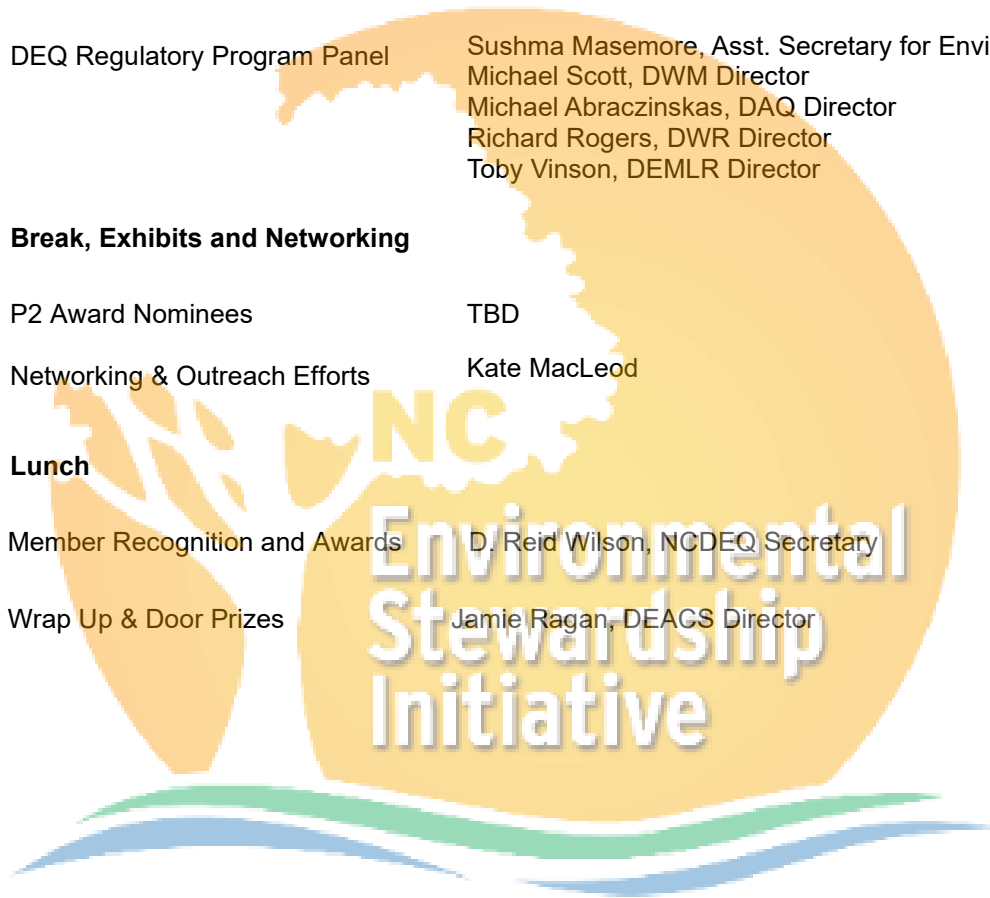 DEQ Regulatory Program Panel
Sushma Masemore, Asst. Secretary for Envi
Michael Scott, DWM Director
Michael Abraczinskas, DAQ Director
Richard Rogers, DWR Director
Toby Vinson, DEMLR Director
Break, Exhibits and Networking
P2 Award Nominees TBD
Networking & Outreach Efforts Kate MacLeod
NC
Lunch
Member Recognition and Awards D. Reid Wilson, NCDEQ Secretary
Environmental
Wrap Up & Door Prizes Jamie Ragan, DEACS Director
Stewardship
Initiative